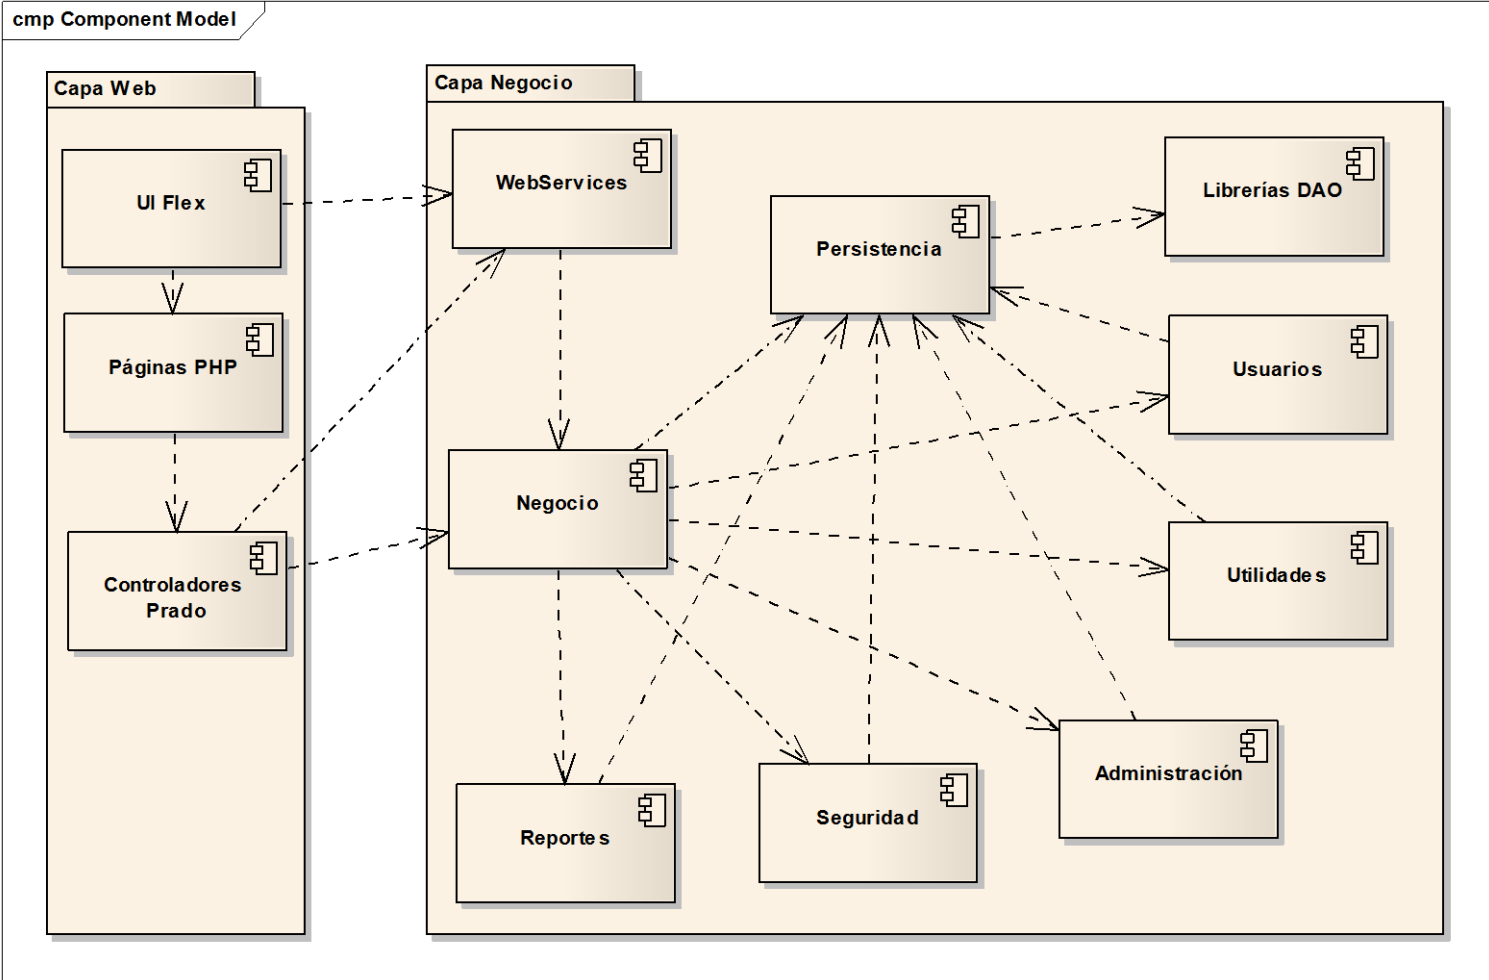 cmp Component Model
Capa Web
UI Flex
Páginas PHP
Controladores
Prado
Capa Negocio
WebServices
Persistencia
Librerías DAO
Usuarios
Negocio
Utilidades
Administración
Seguridad
Reportes